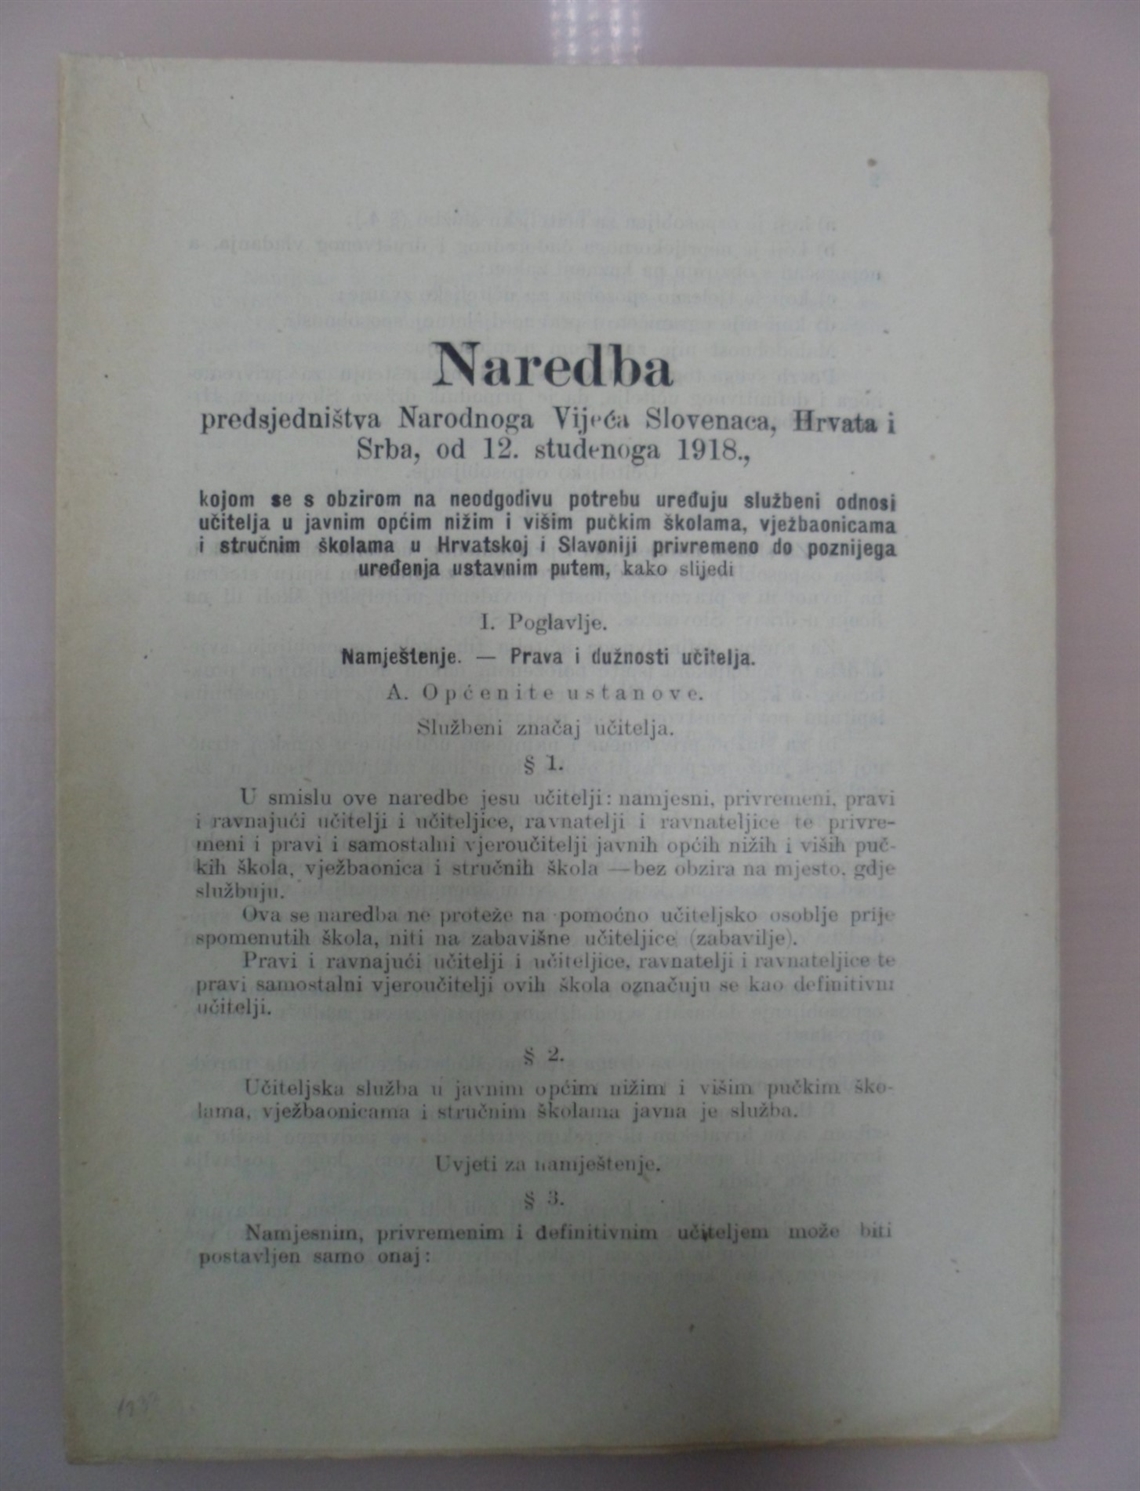 Naredba
predsjedništva Narodnoga Vijeća Slovenaca, Hrvata i
Srba, od 12. studenoga 1918.,
kojom se s obzirom na neodgodivu potrebu uređuju službeni odnosi
učitelja u javnim općim nižim i višim pučkim školama, vježbaonicama
i stručnim školama u Hrvatskoj i Slavoniji privremeno do poznijega
uređenja ustavnim putem, kako slijedi
I. Poglavlje.
Namještenje. — Prava i dužnosti učitelja.
A. Općenite ustanove.
Službeni značaj učitelja.
§ 1.
U smislu ove naredbe jesu učitelji: namjesni, privremeni, pravi
i ravnajući učitelji i učiteljice, ravnatelji i ravnateljice te privre-
meni i pravi i samostalni vjeroučitelji javnih općih nižih i viših puč-
kih škola, vježbaonica i stručnih škola —bez obzira na mjesto, gdje
službuju.
Ova se naredba ne proteže na pomoćno učiteljsko osoblje prije
spomenutih škola, niti na zabavišne učiteljice (zabavilje).
Pravi i ravnajući učitelji i učiteljice, ravnatelji i ravnateljice te
pravi samostalni vjeroučitelji ovih škola označuju se kao definitivni
učitelji.
§ 2.
Učiteljska služba u javnim općim nižim i višim pučkim ško-
lama, vježbaonicama i stručnim školama javna je služba.
Uvjeti za namještenje.
§ 3.
Namjesnim, privremenim i definitivnim učiteljem može biti
postavljen samo onaj: